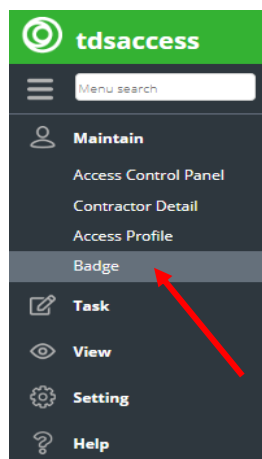 tdsaccess
Menu search
Maintain
Access Control Panel
Contractor Detail
Access Profile
Badge
Task
View
Setting
Help